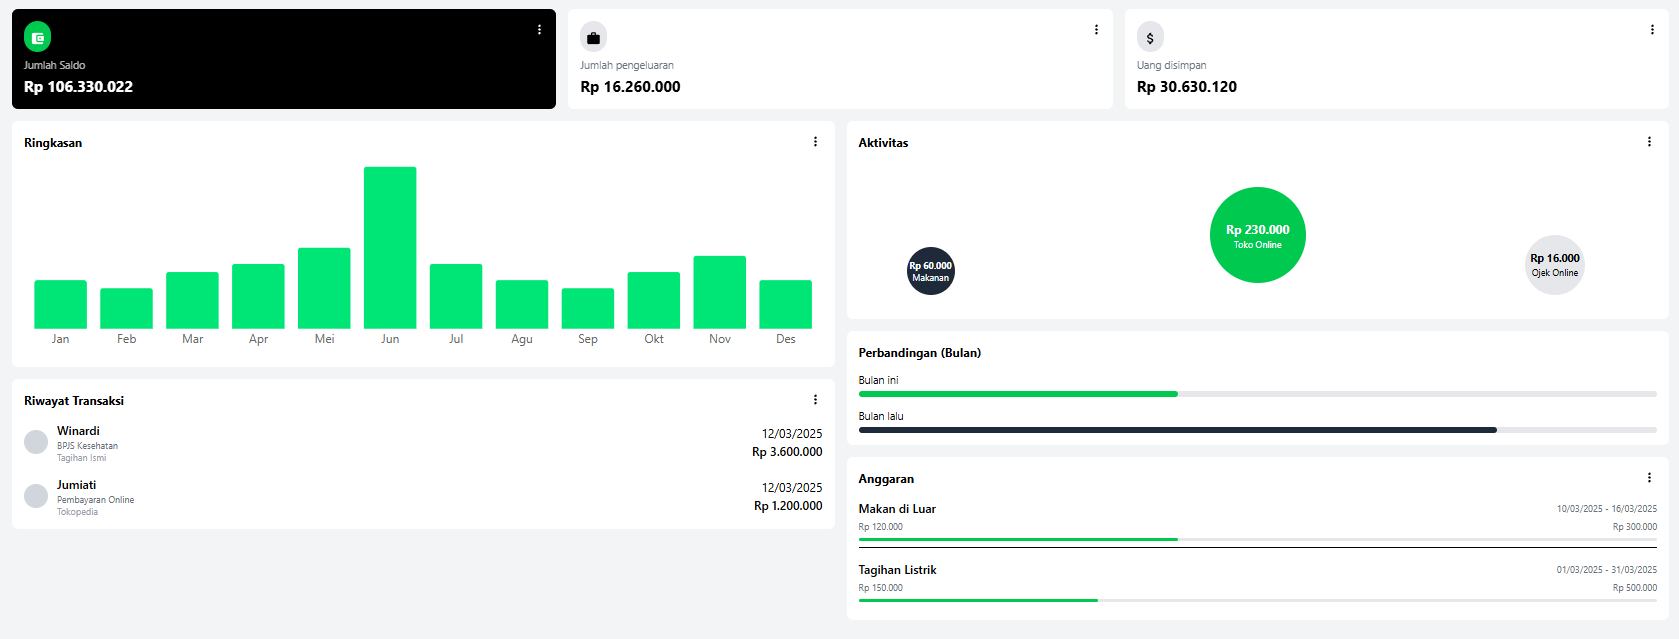 Jumlah Saldo
Rp 106.330.022
Jumlah pengeluaran
Rp 16.260.000
$
Uang disimpan
Rp 30.630.120
Ringkasan
Jan Feb Mar Apr Mei Jun Jul Agu Sep Okt Nov Des
Riwayat Transaksi
Winardi
BPJS Kesehatan
Tagihan Ismi
12/03/2025
Rp 3.600.000
Jumiati
Pembayaran Online
Tokopedia
12/03/2025
Rp 1.200.000
Aktivitas
Rp 60.000
Makanan
Rp 230.000
Toko Online
Rp 16.000
Ojek Online
Perbandingan (Bulan)
Bulan ini
Bulan lalu
Anggaran
Makan di Luar
10/03/2025 - 16/03/2025
Rp 120.000
Rp 300.000
Tagihan Listrik
01/03/2025 - 31/03/2025
Rp 150.000
Rp 500.000